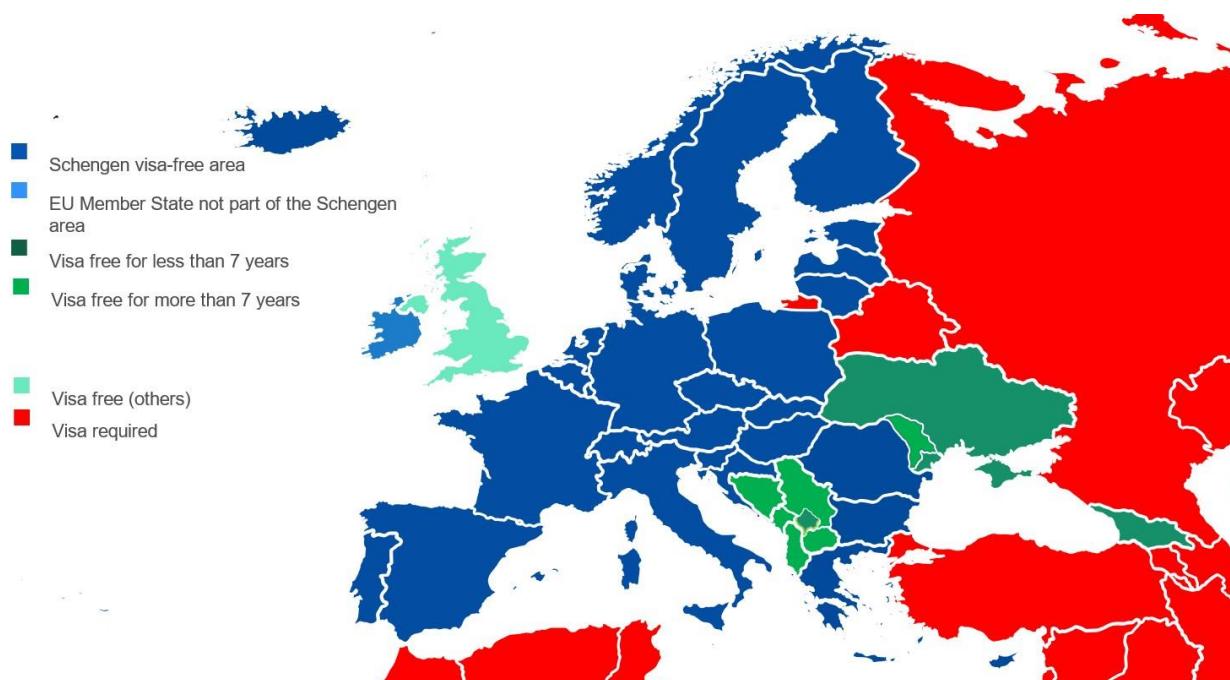 Schengen visa-free area
EU Member State not part of the Schengen
area
Visa free for less than 7 years
Visa free for more than 7 years
Visa free (others)
Visa required